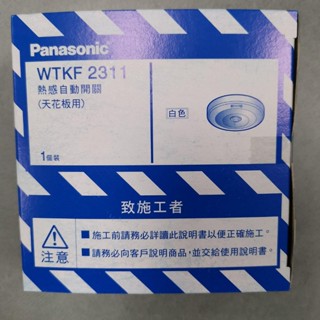 Panasonic
WTKF 2311
熱感自動開關
(天花板用)
白色
1個裝
致施工者
注意
■施工前請務必詳讀此說明書以便正確施工。
■請務必向客戶說明商品，並交給使用說明書。